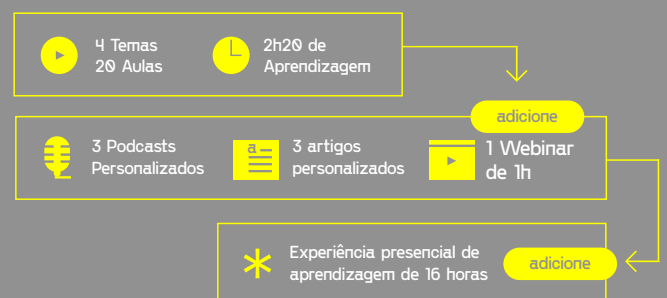 4 Temas
20 Aulas
2h20 de
Aprendizagem
adicione
3 Podcasts
Personalizados
a
3 artigos
personalizados
1 Webinar
de 1h
Experiência presencial de
aprendizagem de 16 horas
adicione